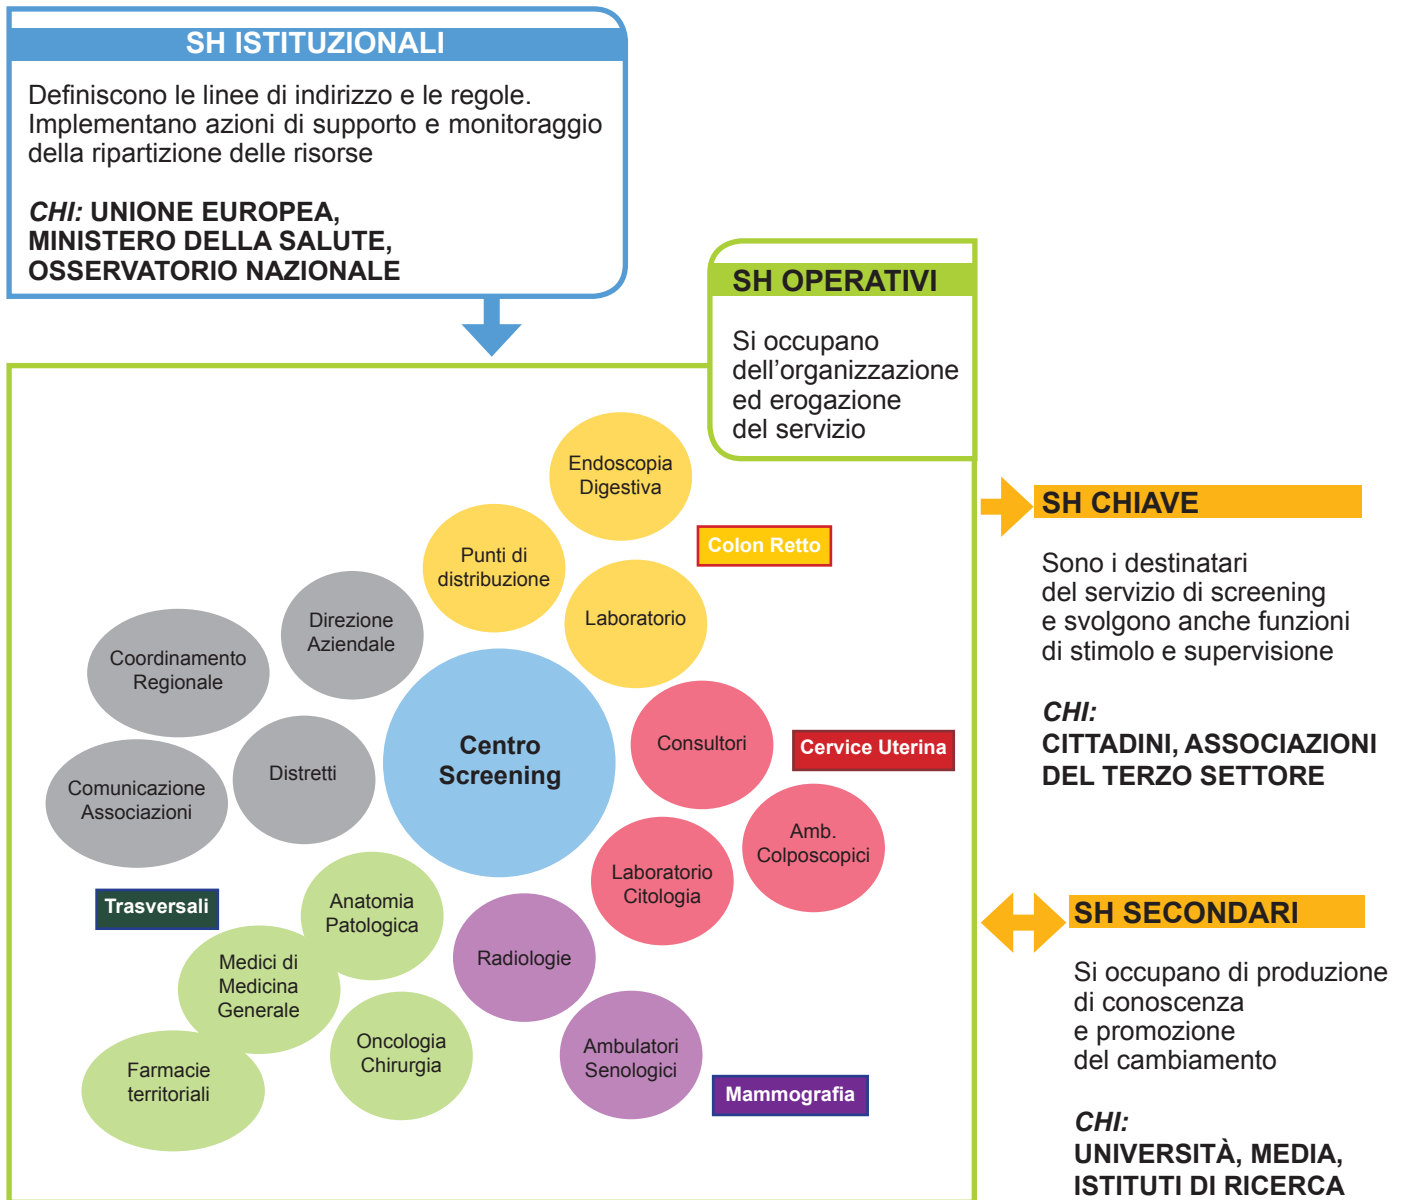 SH ISTITUZIONALI
Definiscono le linee di indirizzo e le regole.
Implementano azioni di supporto e monitoraggio
della ripartizione delle risorse
CHI: UNIONE EUROPEA,
MINISTERO DELLA SALUTE,
OSSERVATORIO NAZIONALE
SH OPERATIVI
Si occupano
dell’organizzazione
ed erogazione
del servizio
Endoscopia
Digestiva
Colon Retto
Punti di
distribuzione
Laboratorio
Direzione
Aziendale
Coordinamento
Regionale
Centro
Screening
Consultori
Cervice Uterina
Distretti
Comunicazione
Associazioni
Amb.
Colposcopici
Laboratorio
Citologia
Trasversali
Anatomia
Patologica
Radiologie
Medici di
Medicina
Generale
Oncologia
Chirurgia
Ambulatori
Senologici
Farmacie
territoriali
Mammografia
SH CHIAVE
Sono i destinatari
del servizio di screening
e svolgono anche funzioni
di stimolo e supervisione
CHI:
CITTADINI, ASSOCIAZIONI
DEL TERZO SETTORE
SH SECONDARI
Si occupano di produzione
di conoscenza
e promozione
del cambiamento
CHI:
UNIVERSITÀ, MEDIA,
ISTITUTI DI RICERCA